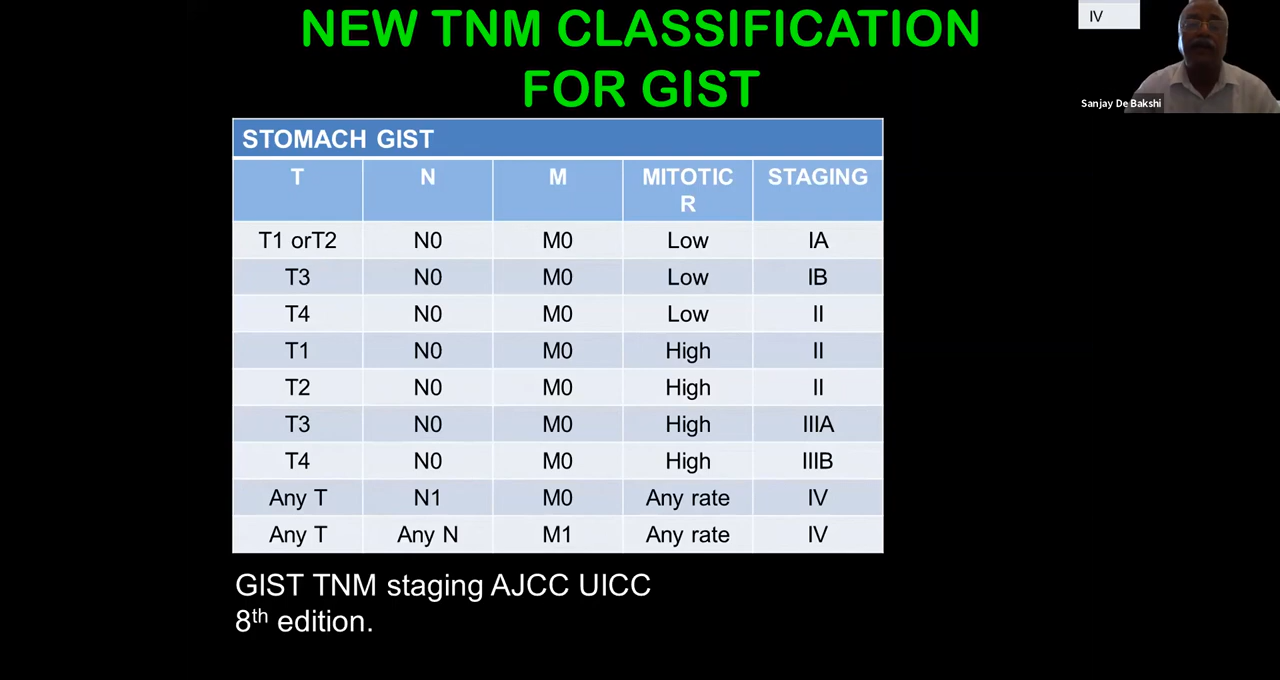 NEW TNM CLASSIFICATION
FOR GIST
IV
Sanjay De Bakshi
STOMACH GIST
T N M MITOTIC R STAGING
T1 orT2 N0 M0 Low IA
T3 N0 M0 Low IB
T4 N0 M0 Low II
T1 N0 M0 High II
T2 N0 M0 High II
T3 N0 M0 High IIIA
T4 N0 M0 High IIIB
Any T N1 M0 Any rate IV
Any T Any N M1 Any rate IV
GIST TNM staging AJCC UICC
8th edition.